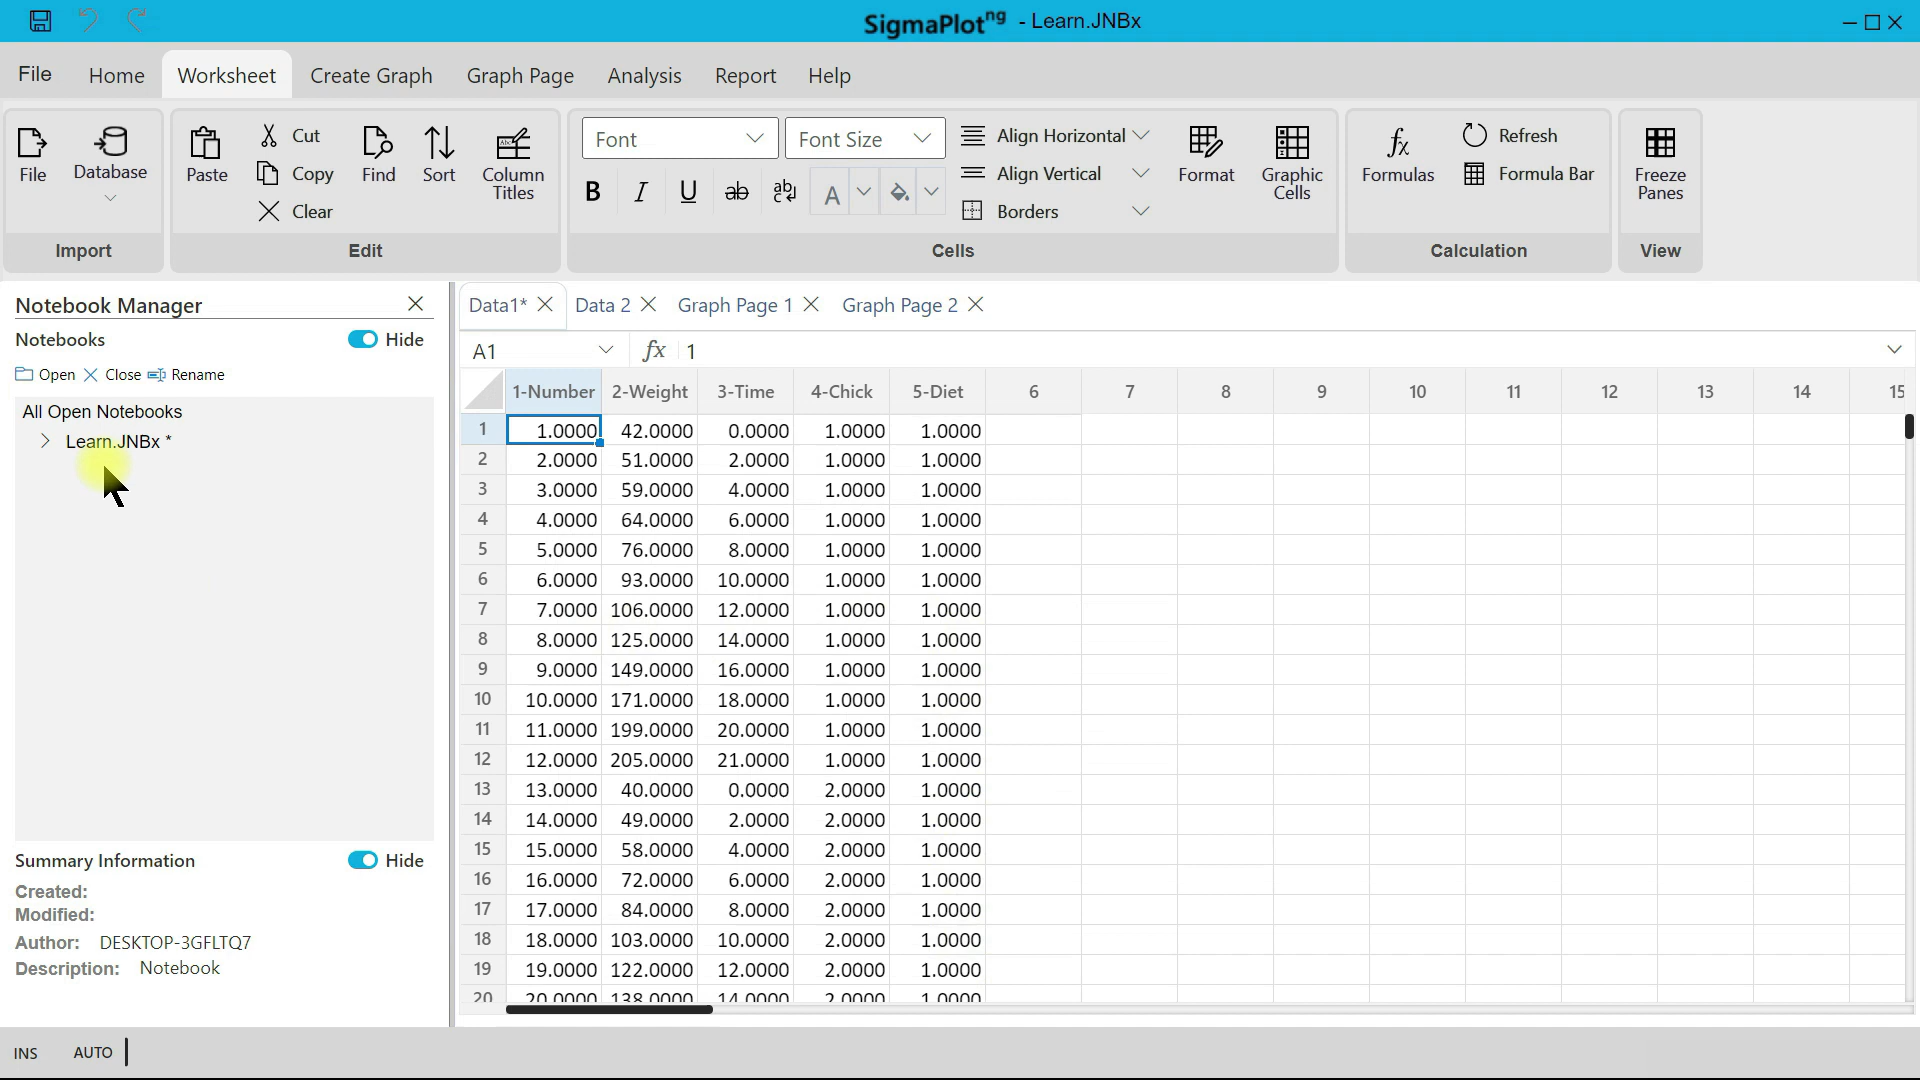 SigmaPlot ng - Learn.JNBx
File Home Worksheet Create Graph Graph Page Analysis Report Help
File Database Paste Cut Copy Clear Find Sort Column Titles Font Font Size Align Horizontal Align Vertical Borders Format Graphic Cells Formulas Refresh Formula Bar Freeze Panes
B I U ab ab A
Import Edit Cells Calculation View
Notebook Manager
Notebooks Hide
Open Close Rename
All Open Notebooks
Learn.JNBx *
Summary Information Hide
Created:
Modified:
Author: DESKTOP-3GFLTQ7
Description: Notebook
Data1* Data 2 Graph Page 1 Graph Page 2
A1 fx 1
1-Number 2-Weight 3-Time 4-Chick 5-Diet 6 7 8 9 10 11 12 13 14 15
1 1.0000 42.0000 0.0000 1.0000 1.0000
2 2.0000 51.0000 2.0000 1.0000 1.0000
3 3.0000 59.0000 4.0000 1.0000 1.0000
4 4.0000 64.0000 6.0000 1.0000 1.0000
5 5.0000 76.0000 8.0000 1.0000 1.0000
6 6.0000 93.0000 10.0000 1.0000 1.0000
7 7.0000 106.0000 12.0000 1.0000 1.0000
8 8.0000 125.0000 14.0000 1.0000 1.0000
9 9.0000 149.0000 16.0000 1.0000 1.0000
10 10.0000 171.0000 18.0000 1.0000 1.0000
11 11.0000 199.0000 20.0000 1.0000 1.0000
12 12.0000 205.0000 21.0000 1.0000 1.0000
13 13.0000 40.0000 0.0000 2.0000 1.0000
14 14.0000 49.0000 2.0000 2.0000 1.0000
15 15.0000 58.0000 4.0000 2.0000 1.0000
16 16.0000 72.0000 6.0000 2.0000 1.0000
17 17.0000 84.0000 8.0000 2.0000 1.0000
18 18.0000 103.0000 10.0000 2.0000 1.0000
19 19.0000 122.0000 12.0000 2.0000 1.0000
20 20.0000 138.0000 14.0000 2.0000 1.0000
INS AUTO